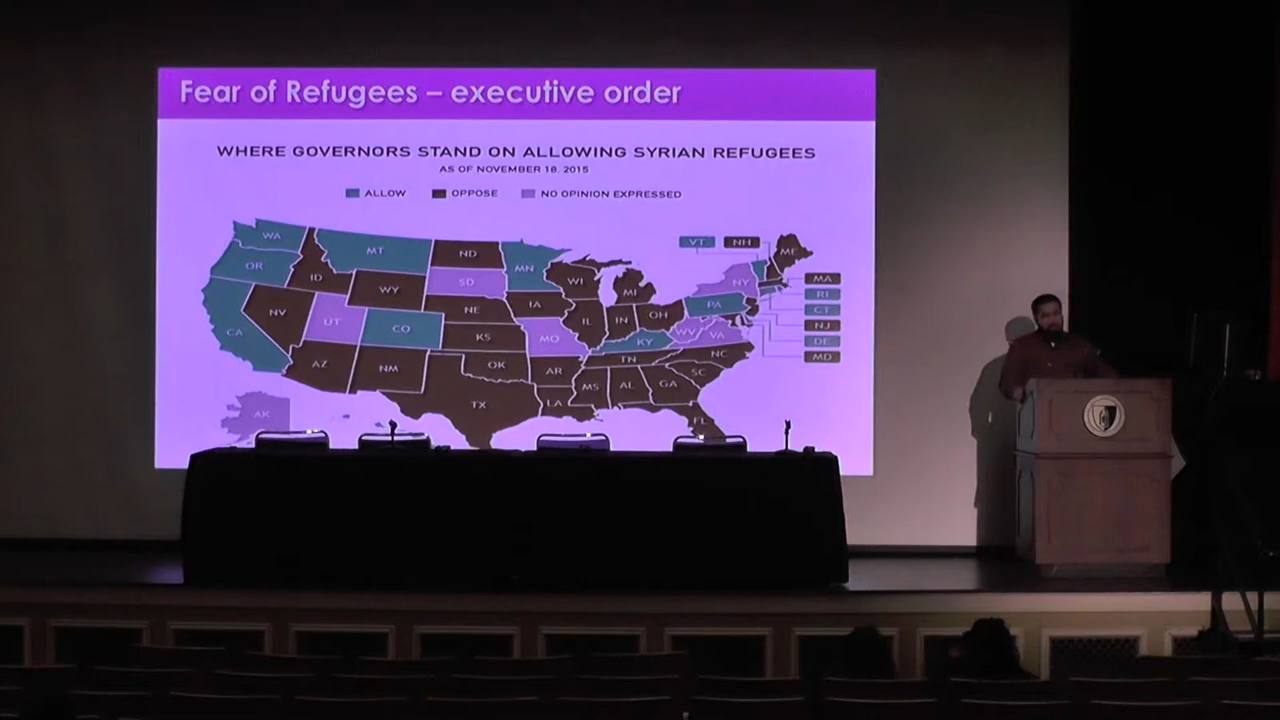 Fear of Refugees – executive order
WHERE GOVERNORS STAND ON ALLOWING SYRIAN REFUGEES
AS OF NOVEMBER 18, 2015
ALLOW OPPOSE NO OPINION EXPRESSED
WA MT ND MN VT NH ME
OR ID SD WI NY MA
WY MI RI
NV NE IA PA CT
CA UT CO IL IN OH NJ
KS MO KY WV VA DE
AZ NM OK TN NC MD
AR SC
TX MS AL GA
AK LA FL